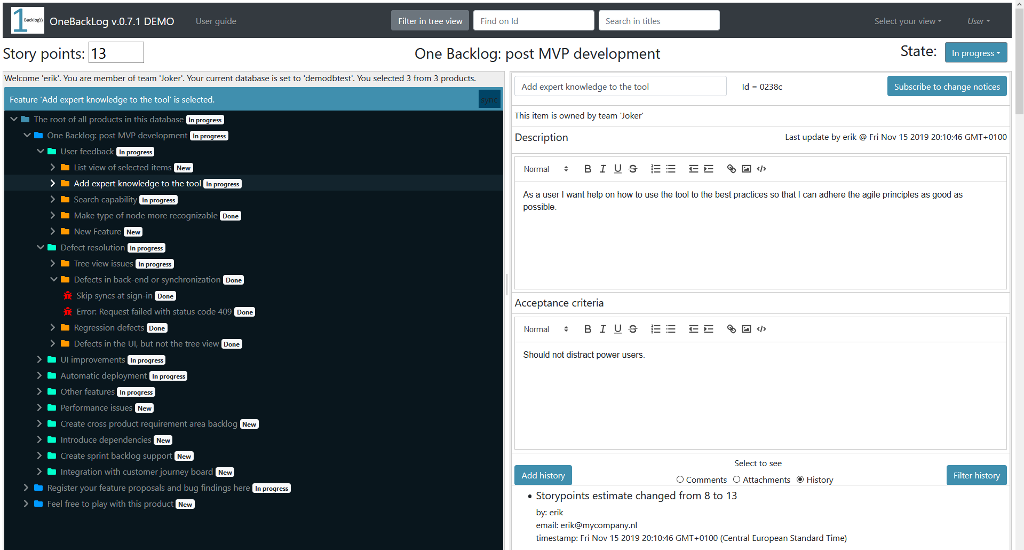 1 Backlog(s) OneBackLog v.0.7.1 DEMO User guide Filter in tree view Find on Id Search in titles Select your view User
Story points: 13 One Backlog: post MVP development State: In progress
Welcome 'erik'. You are member of team 'Joker'. Your current database is set to 'demodbtest'. You selected 3 from 3 products.
Feature 'Add expert knowledge to the tool' is selected.
The root of all products in this database In progress
One Backlog: post MVP development In progress
User feedback In progress
List view of selected items New
Add expert knowledge to the tool In progress
Search capability In progress
Make type of node more recognizable Done
New Feature New
Defect resolution In progress
Tree view issues In progress
Defects in back-end or synchronization Done
Skip syncs at sign-in Done
Error: Request failed with status code 409 Done
Regression defects Done
Defects in the UI, but not the tree view Done
UI improvements In progress
Automatic deployment In progress
Other features In progress
Performance issues New
Create cross product requirement area backlog New
Introduce dependencies New
Create sprint backlog support New
Integration with customer journey board New
Register your feature proposals and bug findings here In progress
Feel free to play with this product New
Add expert knowledge to the tool Id = 0238c Subscribe to change notices
This item is owned by team 'Joker'
Description Last update by erik @ Fri Nov 15 2019 20:10:46 GMT+0100
Normal B I U S
As a user I want help on how to use the tool to the best practices so that I can adhere the agile principles as good as
possible.
Acceptance criteria
Normal B I U S
Should not distract power users.
Select to see
Add history Comments Attachments History Filter history
• Storypoints estimate changed from 8 to 13
by: erik
email: erik@mycompany.nl
timestamp: Fri Nov 15 2019 20:10:46 GMT+0100 (Central European Standard Time)